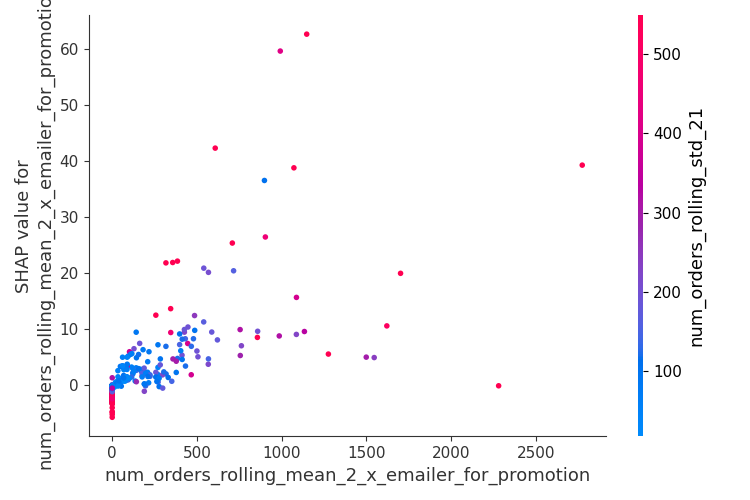 SHAP value for
num_orders_rolling_mean_2_x_emailer_for_promotio
60
50
40
30
20
10
0
0 500 1000 1500 2000 2500
num_orders_rolling_mean_2_x_emailer_for_promotion
500
400
300
200
100
num_orders_rolling_std_21